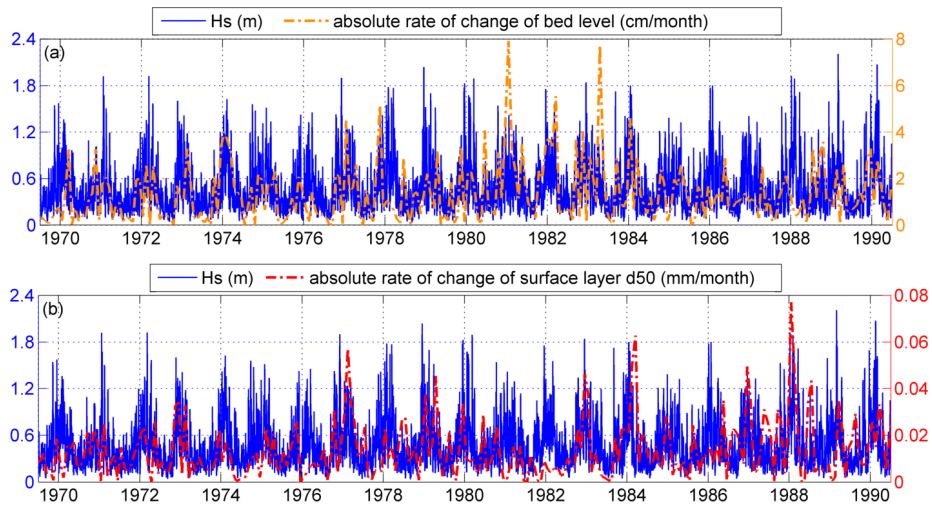 Hs (m) absolute rate of change of bed level (cm/month)
(a)
2.4 8
1.8 6
1.2 4
0.6 2
0 0
1970 1972 1974 1976 1978 1980 1982 1984 1986 1988 1990
Hs (m) absolute rate of change of surface layer d50 (mm/month)
(b)
2.4 0.08
1.8 0.06
1.2 0.04
0.6 0.02
0 0
1970 1972 1974 1976 1978 1980 1982 1984 1986 1988 1990